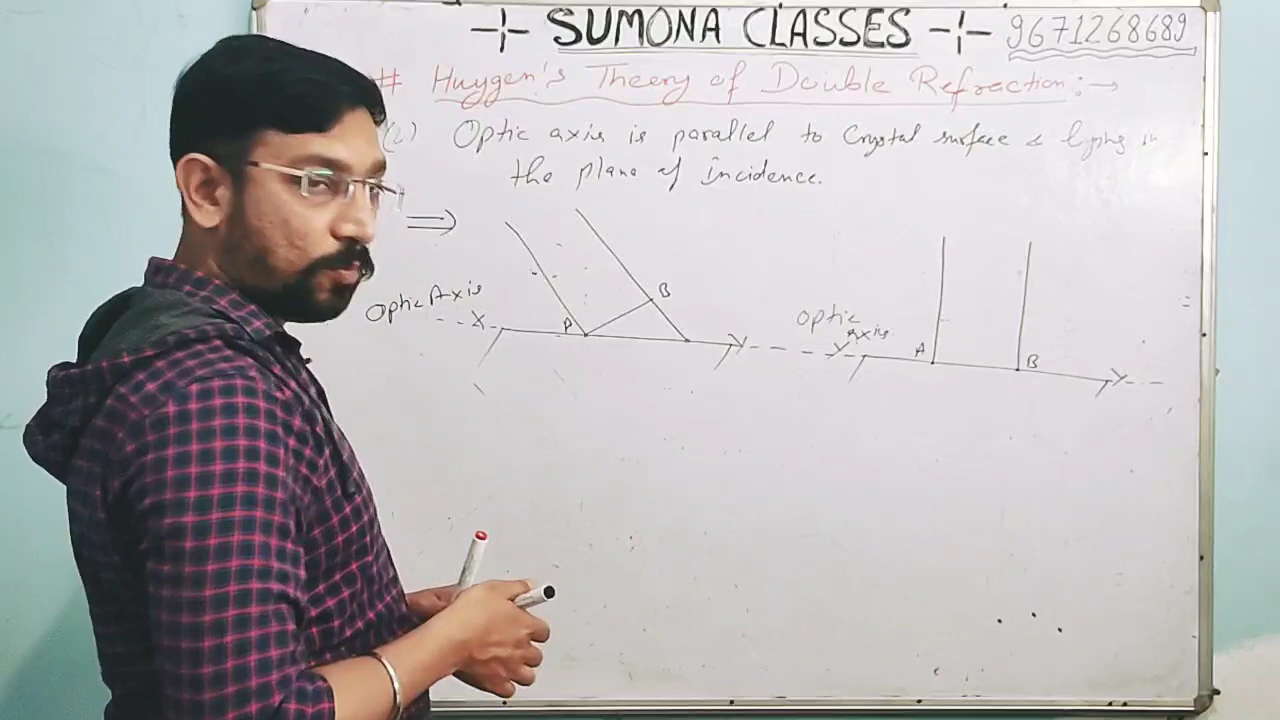 -|- SUMONA CLASSES -|- 9671268689
# Huygen's Theory of Double Refraction :→
(i) Optic axis is parallel to Crystal surface & lying in
the plane of incidence.
⇒
Optic Axis
A
B
Optic
Axis
A
B